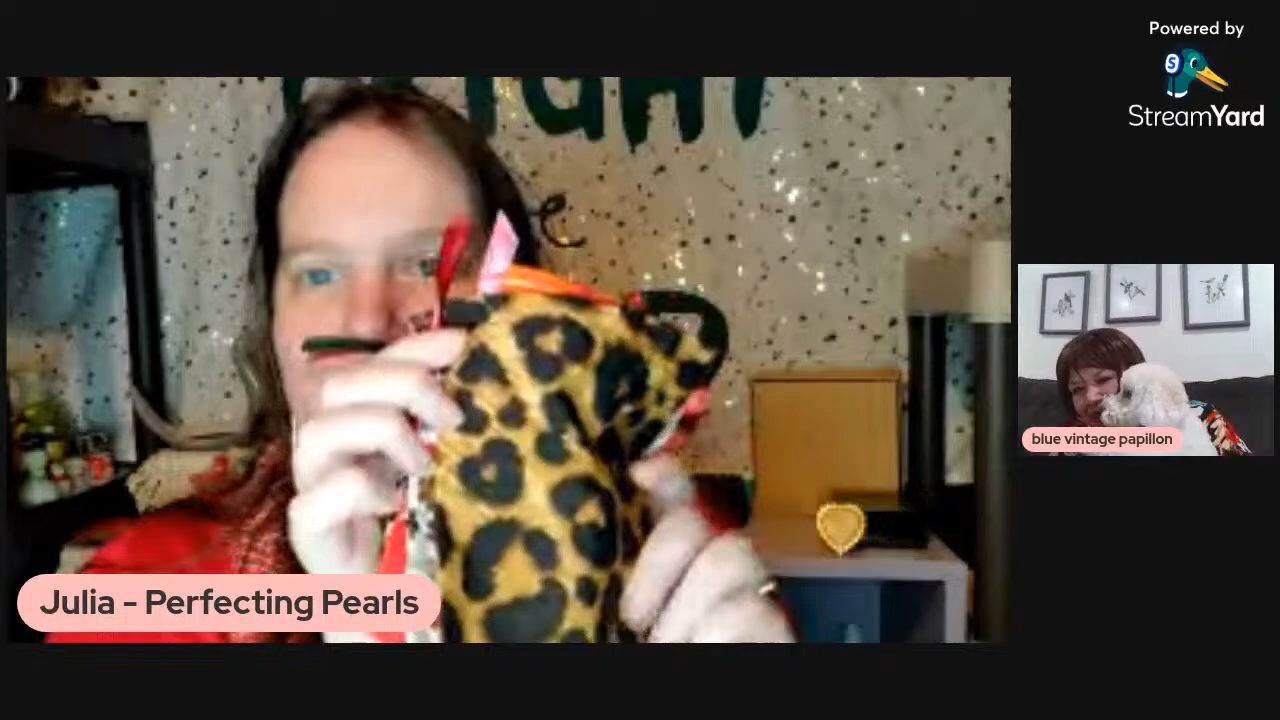 Powered by
S
StreamYard
e
blue vintage papillon
Julia - Perfecting Pearls